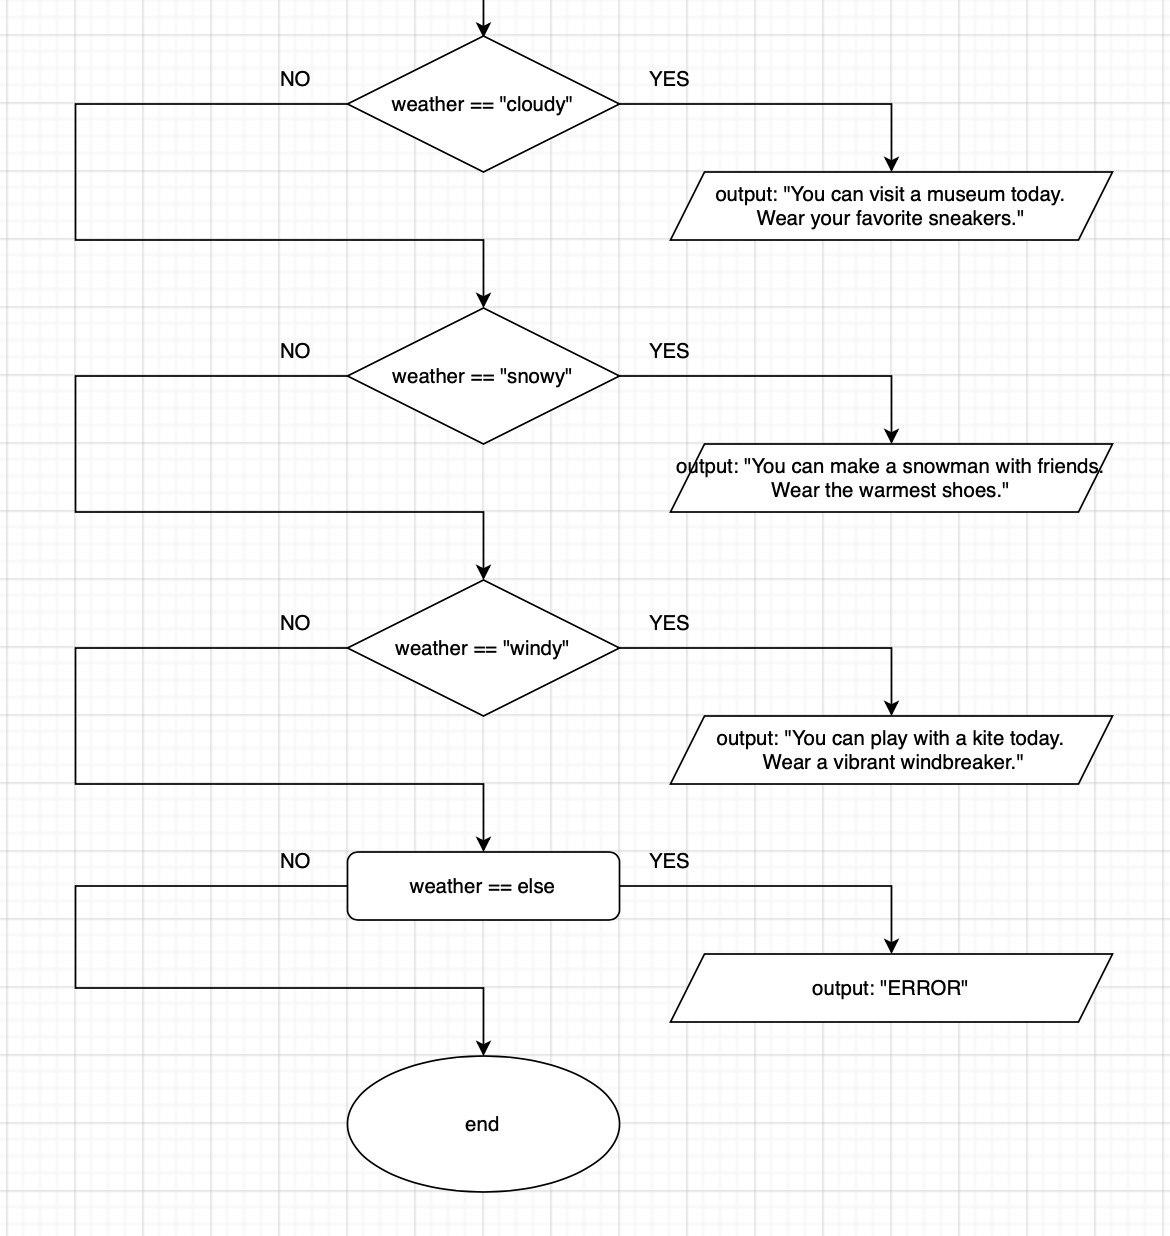 NO
YES
weather == "cloudy"
output: "You can visit a museum today.
Wear your favorite sneakers."
NO
YES
weather == "snowy"
output: "You can make a snowman with friends.
Wear the warmest shoes."
NO
YES
weather == "windy"
output: "You can play with a kite today.
Wear a vibrant windbreaker."
NO
YES
weather == else
output: "ERROR"
end